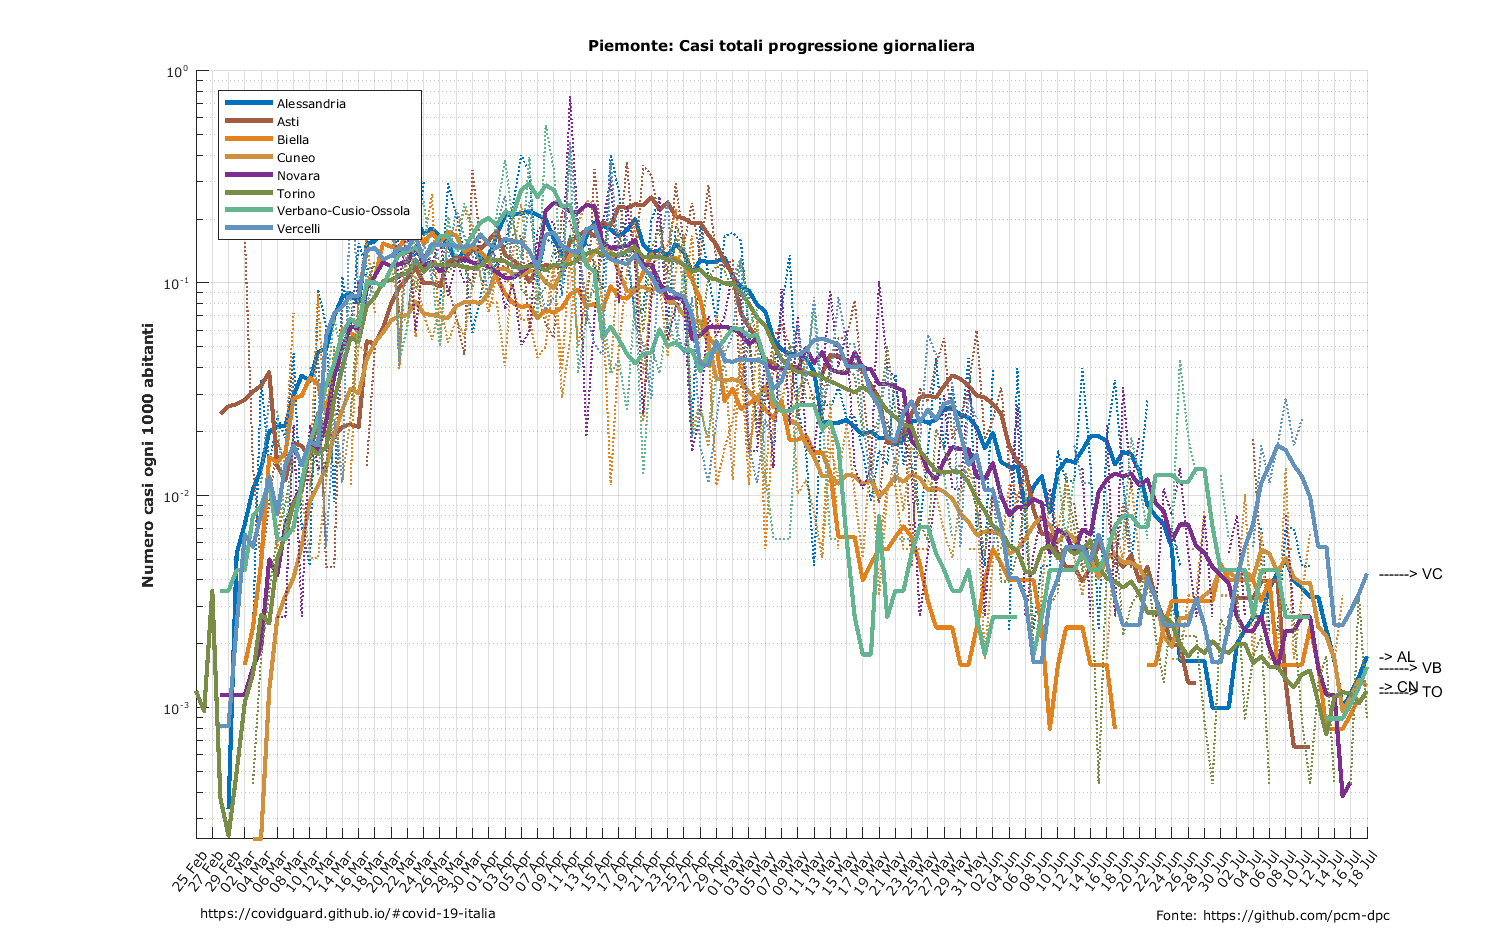 Piemonte: Casi totali progressione giornaliera
Numero casi ogni 1000 abitanti
10⁰
10⁻¹
10⁻²
10⁻³
Alessandria
Asti
Biella
Cuneo
Novara
Torino
Verbano-Cusio-Ossola
Vercelli
------> VC
-> AL
------> VB
-> CN
------> TO
25 Feb
27 Feb
29 Feb
02 Mar
04 Mar
06 Mar
08 Mar
10 Mar
12 Mar
14 Mar
16 Mar
18 Mar
20 Mar
22 Mar
24 Mar
26 Mar
28 Mar
30 Mar
01 Apr
03 Apr
05 Apr
07 Apr
09 Apr
11 Apr
13 Apr
15 Apr
17 Apr
19 Apr
21 Apr
23 Apr
25 Apr
27 Apr
29 Apr
01 May
03 May
05 May
07 May
09 May
11 May
13 May
15 May
17 May
19 May
21 May
23 May
25 May
27 May
29 May
31 May
02 Jun
04 Jun
06 Jun
08 Jun
10 Jun
12 Jun
14 Jun
16 Jun
18 Jun
20 Jun
22 Jun
24 Jun
26 Jun
28 Jun
30 Jun
02 Jul
04 Jul
06 Jul
08 Jul
10 Jul
12 Jul
14 Jul
16 Jul
18 Jul
https://covidguard.github.io/#covid-19-italia
Fonte: https://github.com/pcm-dpc